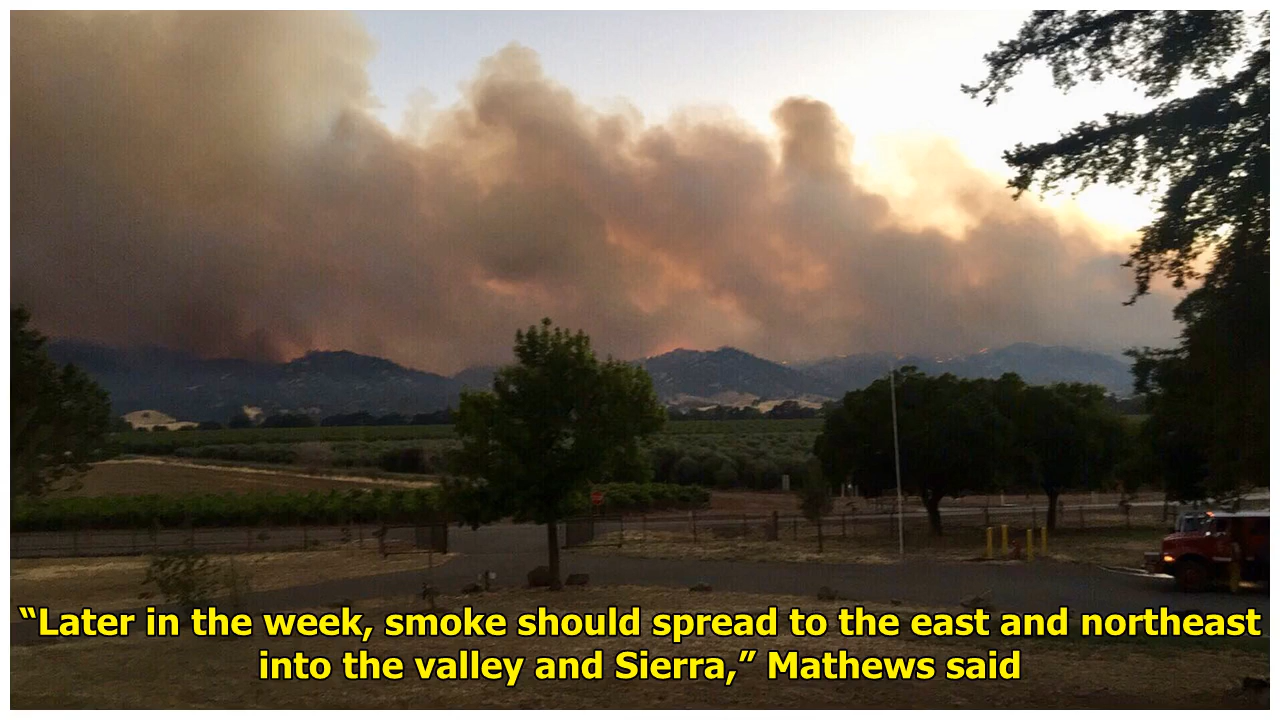 “Later in the week, smoke should spread to the east and northeast
into the valley and Sierra,” Mathews said